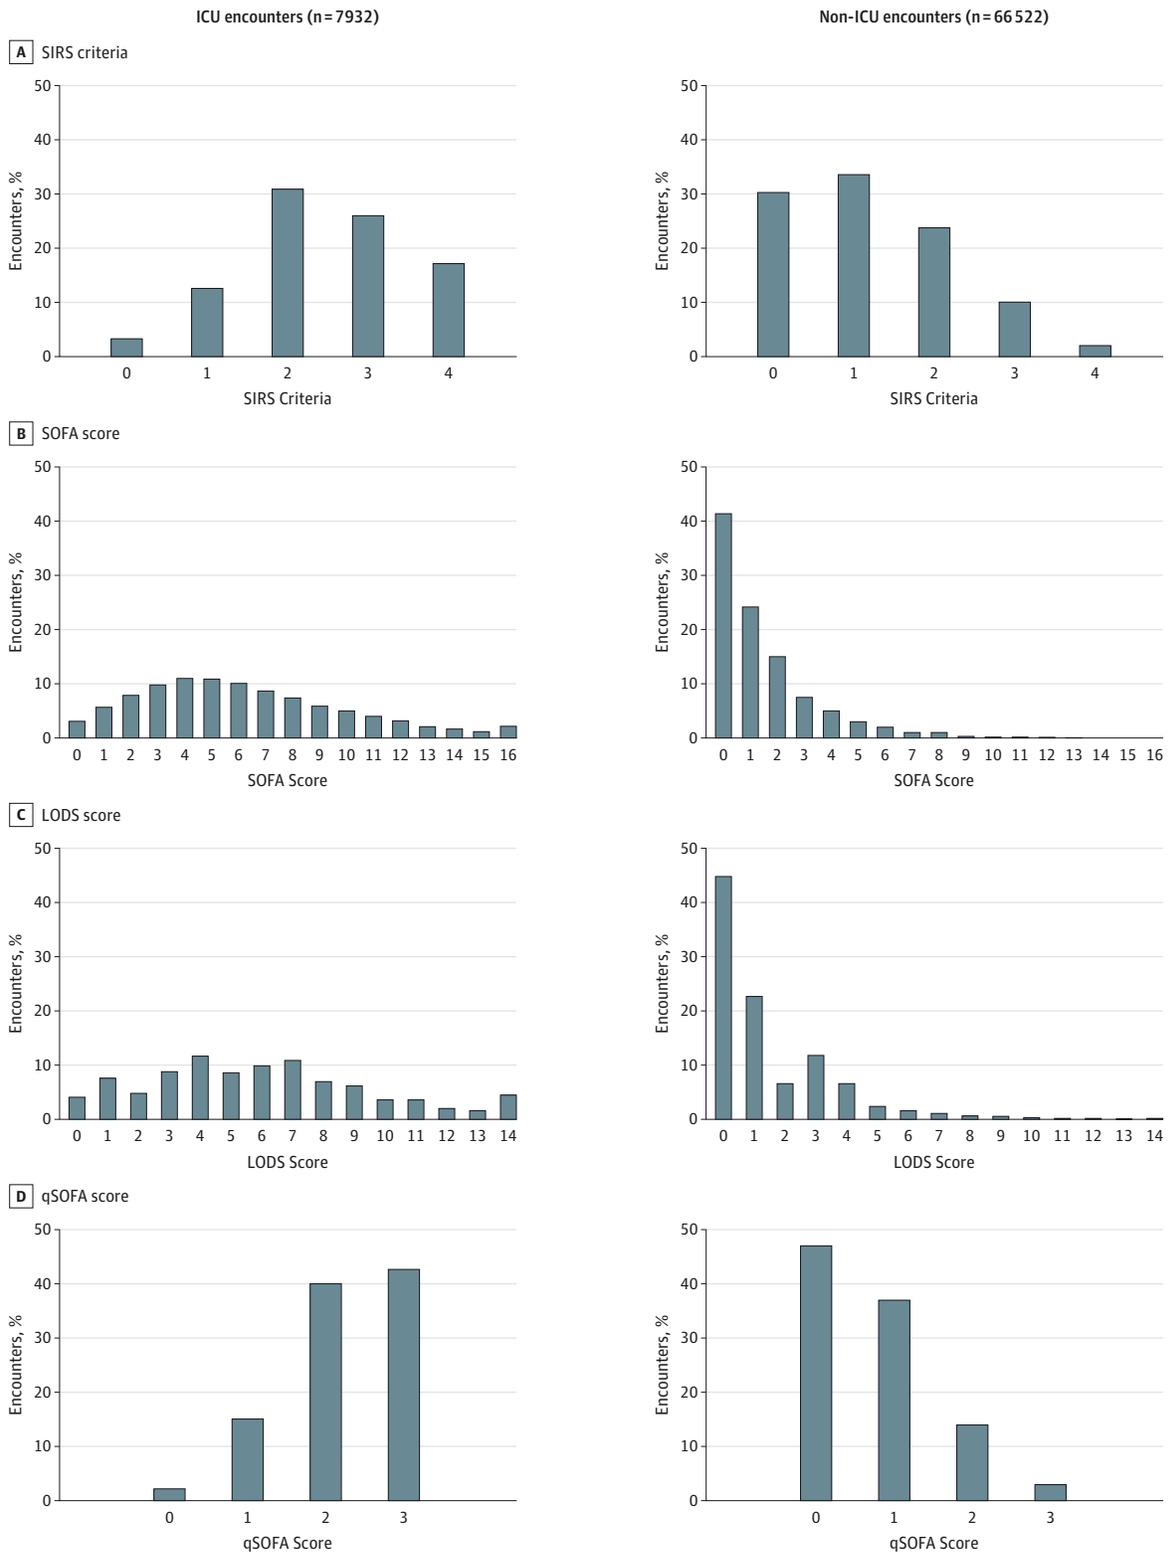 ICU encounters (n = 7932)
Non-ICU encounters (n = 66 522)
A SIRS criteria
50
40
30
20
10
0
Encounters, %
0 1 2 3 4
SIRS Criteria
50
40
30
20
10
0
Encounters, %
0 1 2 3 4
SIRS Criteria
B SOFA score
50
40
30
20
10
0
Encounters, %
0 1 2 3 4 5 6 7 8 9 10 11 12 13 14 15 16
SOFA Score
50
40
30
20
10
0
Encounters, %
0 1 2 3 4 5 6 7 8 9 10 11 12 13 14 15 16
SOFA Score
C LODS score
50
40
30
20
10
0
Encounters, %
0 1 2 3 4 5 6 7 8 9 10 11 12 13 14
LODS Score
50
40
30
20
10
0
Encounters, %
0 1 2 3 4 5 6 7 8 9 10 11 12 13 14
LODS Score
D qSOFA score
50
40
30
20
10
0
Encounters, %
0 1 2 3
qSOFA Score
50
40
30
20
10
0
Encounters, %
0 1 2 3
qSOFA Score